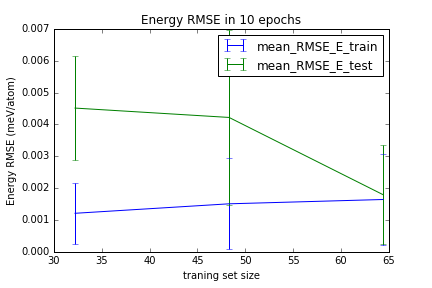 Energy RMSE in 10 epochs
mean_RMSE_E_train
mean_RMSE_E_test
Energy RMSE (meV/atom)
0.007
0.006
0.005
0.004
0.003
0.002
0.001
0.000
30 35 40 45 50 55 60 65
traning set size